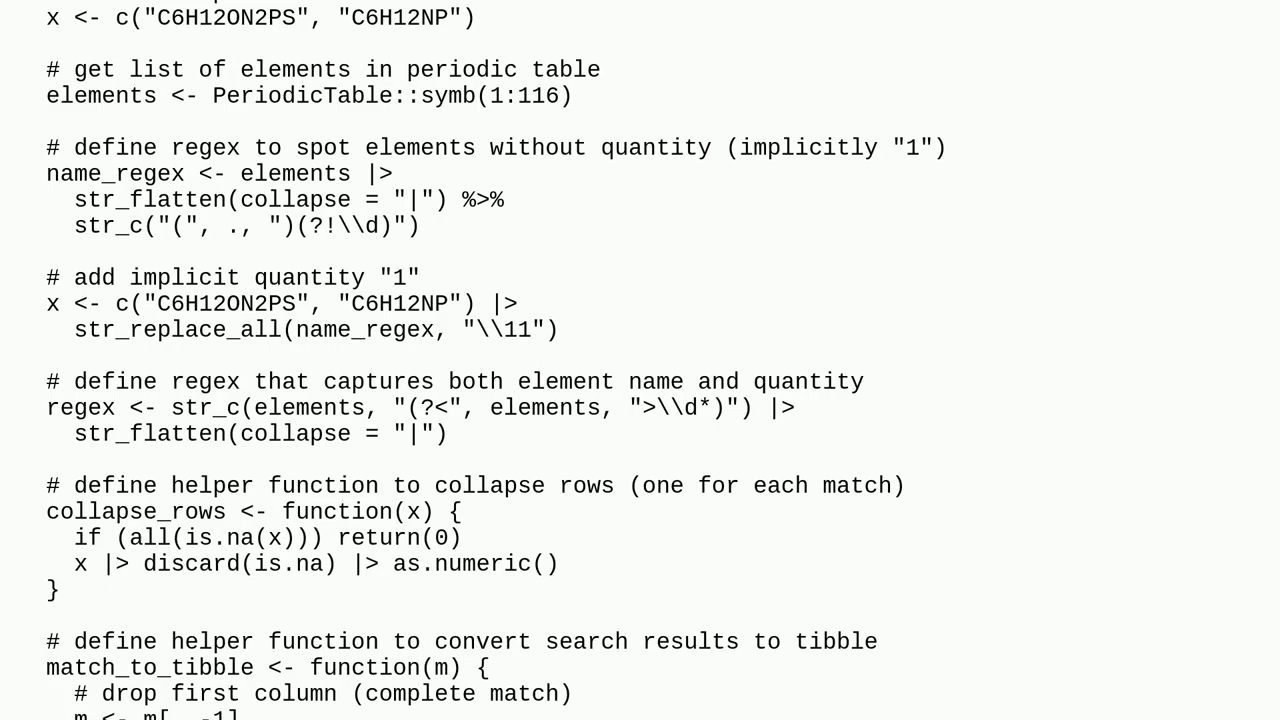 x <- c("C6H12ON2PS", "C6H12NP")
# get list of elements in periodic table
elements <- PeriodicTable::symb(1:116)
# define regex to spot elements without quantity (implicitly "1")
name_regex <- elements |>
  str_flatten(collapse = "|") %>%
  str_c("(", ., ")(?!\\d)")
# add implicit quantity "1"
x <- c("C6H12ON2PS", "C6H12NP") |>
  str_replace_all(name_regex, "\\11")
# define regex that captures both element name and quantity
regex <- str_c(elements, "(?<", elements, ">\\d*)") |>
  str_flatten(collapse = "|")
# define helper function to collapse rows (one for each match)
collapse_rows <- function(x) {
  if (all(is.na(x))) return(0)
  x |> discard(is.na) |> as.numeric()
}
# define helper function to convert search results to tibble
match_to_tibble <- function(m) {
  # drop first column (complete match)
  m <- m[, -1]